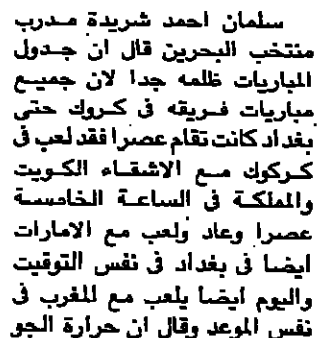 سلمان احمد شريدة مدرب
منتخب البحرين قال ان جدول
المباريات ظلمه جدا لان جميع
مباريات فريقه فى كروك حتى
بغداد كانت تقام عصرا فقد لعب فى
كركوك مع الاشقاء الكويت
والمملكة فى الساعة الخامسة
عصرا وعاد ولعب مع الامارات
ايضا فى بغداد فى نفس التوقيت
واليوم ايضا يلعب مع المغرب فى
نفس الموعد وقال ان حرارة الجو